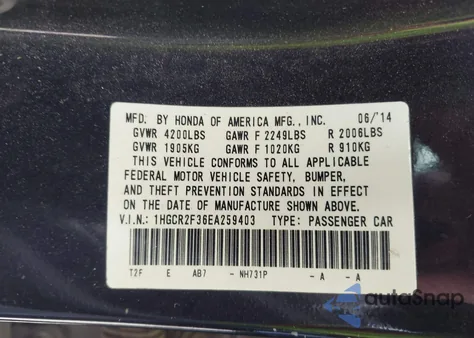 MFD. BY HONDA OF AMERICA MFG., INC. 06/'14
GVWR 4200LBS GAWR F 2249LBS R 2006LBS
GVWR 1905KG GAWR F 1020KG R 910KG
THIS VEHICLE CONFORMS TO ALL APPLICABLE
FEDERAL MOTOR VEHICLE SAFETY, BUMPER,
AND THEFT PREVENTION STANDARDS IN EFFECT
ON THE DATE OF MANUFACTURE SHOWN ABOVE.
V.I.N.: 1HGCR2F36EA259403 TYPE: PASSENGER CAR
T2F E AB7 - NH731P - A - A
autoSnap